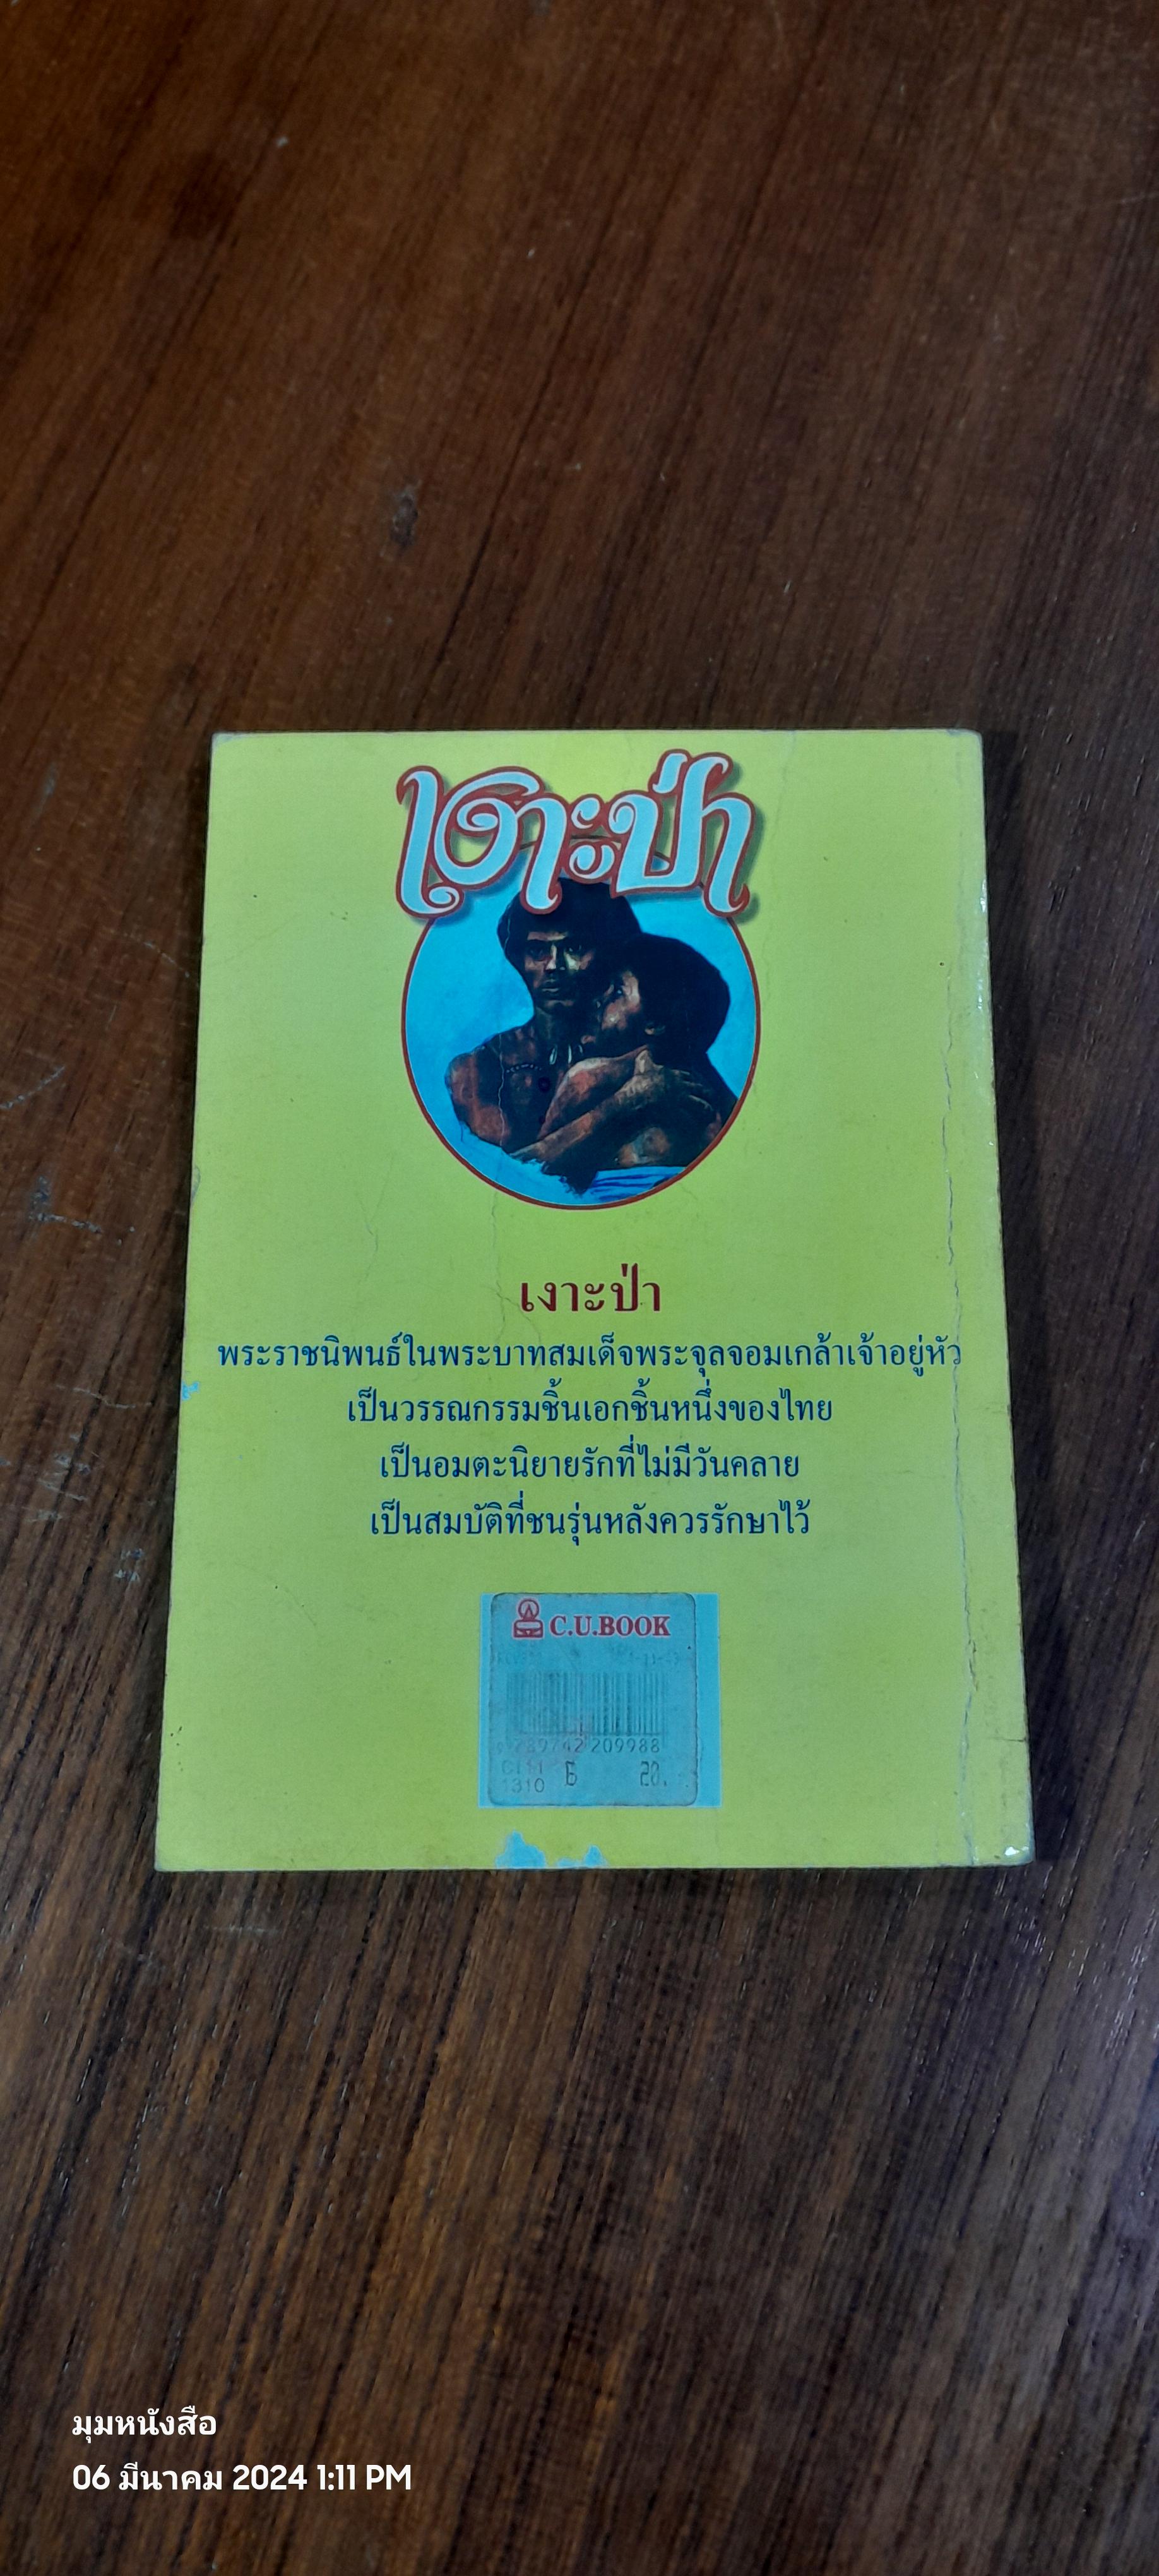 เงาะป่า
เงาะป่า
พระราชนิพนธ์ในพระบาทสมเด็จพระจุลจอมเกล้าเจ้าอยู่หัว
เป็นวรรณกรรมชิ้นเอกชิ้นหนึ่งของไทย
เป็นอมตะนิยายรักที่ไม่มีวันคลาย
เป็นสมบัติที่ชนรุ่นหลังควรรักษาไว้
C.U.BOOK
9 789742 209988
1310 6 20.
มุมหนังสือ
06 มีนาคม 2024 1:11 PM